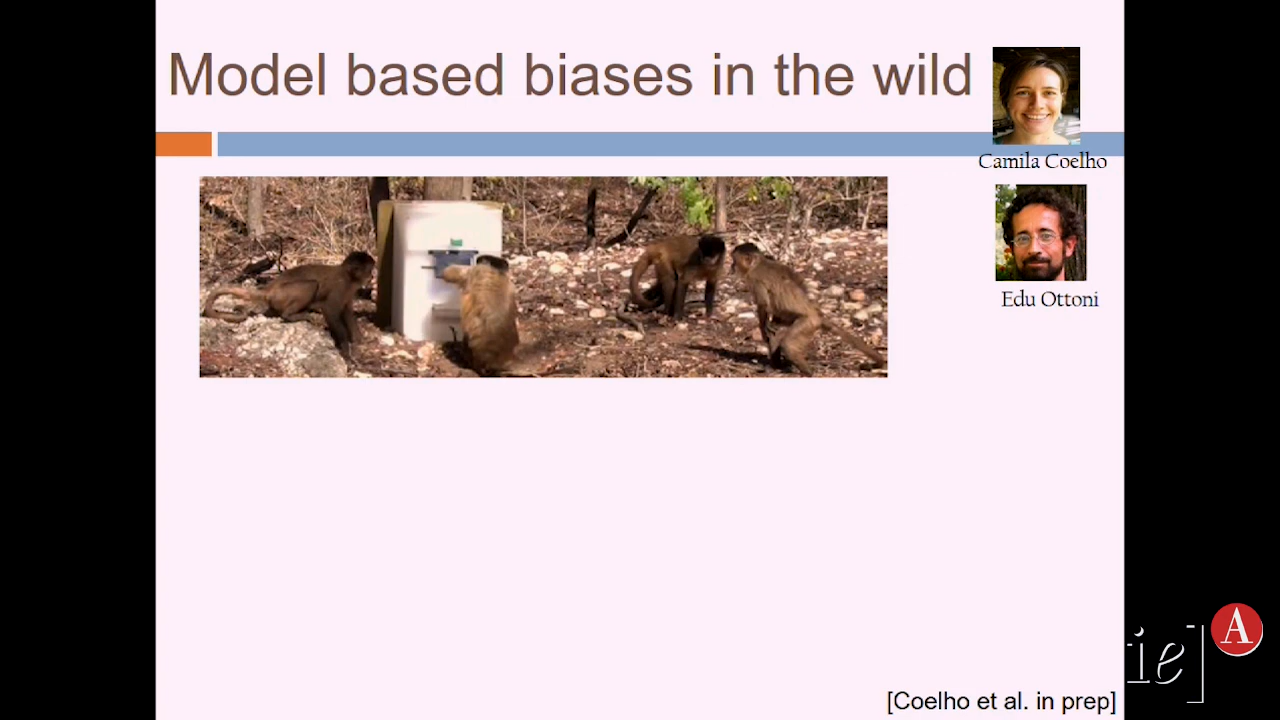 Model based biases in the wild
Camila Coelho
Edu Ottoni
[Coelho et al. in prep]
ie]
A